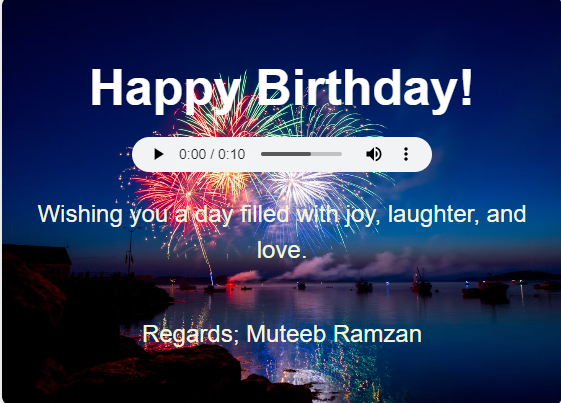 Happy Birthday!
0:00 / 0:10
Wishing you a day filled with joy, laughter, and
love.
Regards; Muteeb Ramzan